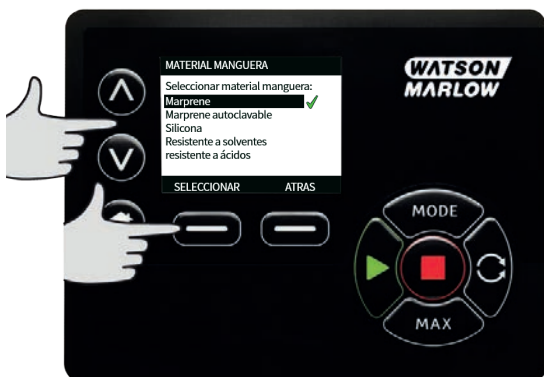 MATERIAL MANGUERA
Seleccionar material manguera:
Marprene
Marprene autoclavable
Silicona
Resistente a solventes
resistente a ácidos
SELECCIONAR ATRAS
WATSON
MARLOW
MODE
MAX